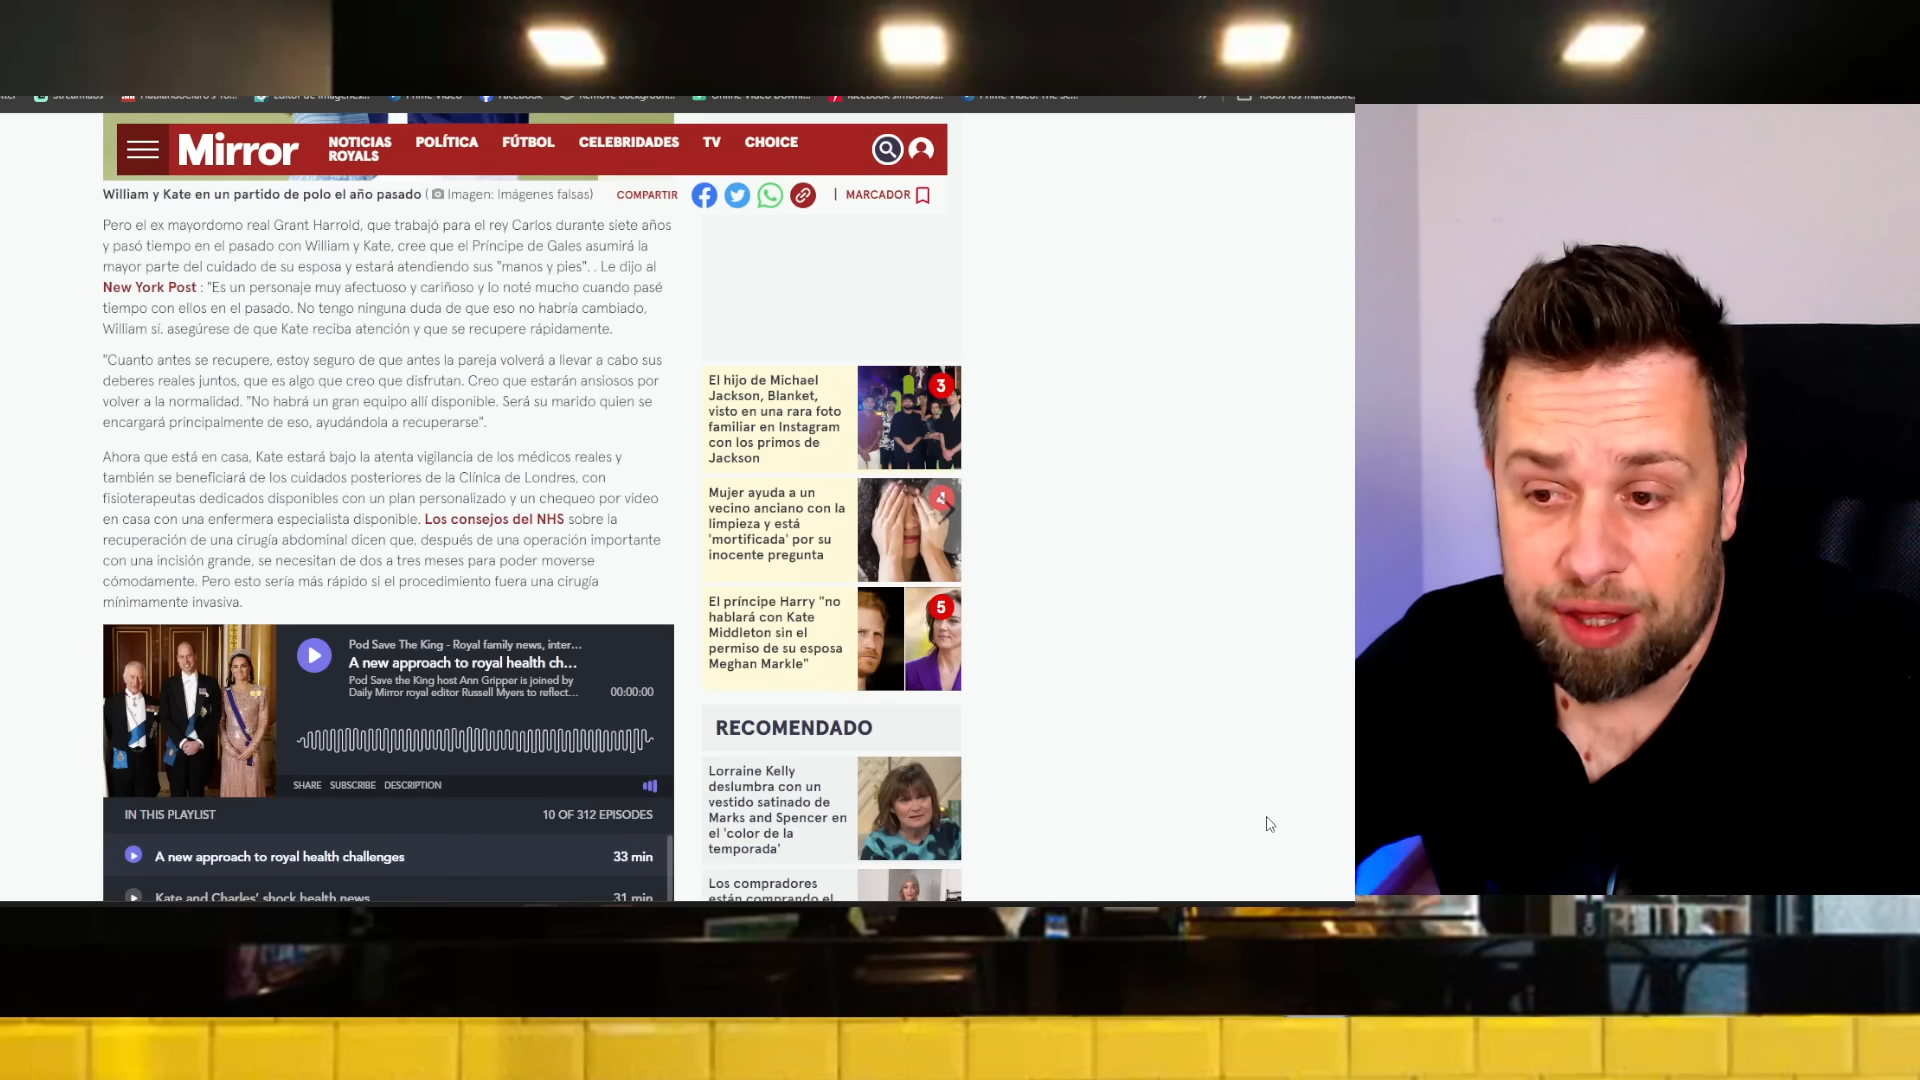 Streamlabs
Prime Video
Facebook
Mirror
NOTICIAS
ROYALS
POLÍTICA
FÚTBOL
CELEBRIDADES
TV
CHOICE
William y Kate en un partido de polo el año pasado ( Imagen: Imágenes falsas)
COMPARTIR
| MARCADOR
Pero el ex mayordomo real Grant Harrold, que trabajó para el rey Carlos durante siete años
y pasó tiempo en el pasado con William y Kate, cree que el Príncipe de Gales asumirá la
mayor parte del cuidado de su esposa y estará atendiendo sus "manos y pies". . Le dijo al
New York Post : "Es un personaje muy afectuoso y cariñoso y lo noté mucho cuando pasé
tiempo con ellos en el pasado. No tengo ninguna duda de que eso no habría cambiado,
William sí. asegúrese de que Kate reciba atención y que se recupere rápidamente.
"Cuanto antes se recupere, estoy seguro de que antes la pareja volverá a llevar a cabo sus
deberes reales juntos, que es algo que creo que disfrutan. Creo que estarán ansiosos por
volver a la normalidad. "No habrá un gran equipo allí disponible. Será su marido quien se
encargará principalmente de eso, ayudándola a recuperarse".
Ahora que está en casa, Kate estará bajo la atenta vigilancia de los médicos reales y
también se beneficiará de los cuidados posteriores de la Clínica de Londres, con
fisioterapeutas dedicados disponibles con un plan personalizado y un chequeo por video
en casa con una enfermera especialista disponible. Los consejos del NHS sobre la
recuperación de una cirugía abdominal dicen que, después de una operación importante
con una incisión grande, se necesitan de dos a tres meses para poder moverse
cómodamente. Pero esto sería más rápido si el procedimiento fuera una cirugía
mínimamente invasiva.
Pod Save The King - Royal family news, inter...
A new approach to royal health ch...
Pod Save the King host Ann Gripper is joined by
Daily Mirror royal editor Russell Myers to reflect...
00:00:00
SHARE SUBSCRIBE DESCRIPTION
IN THIS PLAYLIST
10 OF 312 EPISODES
A new approach to royal health challenges
33 min
Kate and Charles' shock health news
31 min
El hijo de Michael
Jackson, Blanket,
visto en una rara foto
familiar en Instagram
con los primos de
Jackson
3
Mujer ayuda a un
vecino anciano con la
limpieza y está
'mortificada' por su
inocente pregunta
4
El príncipe Harry "no
hablará con Kate
Middleton sin el
permiso de su esposa
Meghan Markle"
5
RECOMENDADO
Lorraine Kelly
deslumbra con un
vestido satinado de
Marks and Spencer en
el 'color de la
temporada'
Los compradores
están comprando el